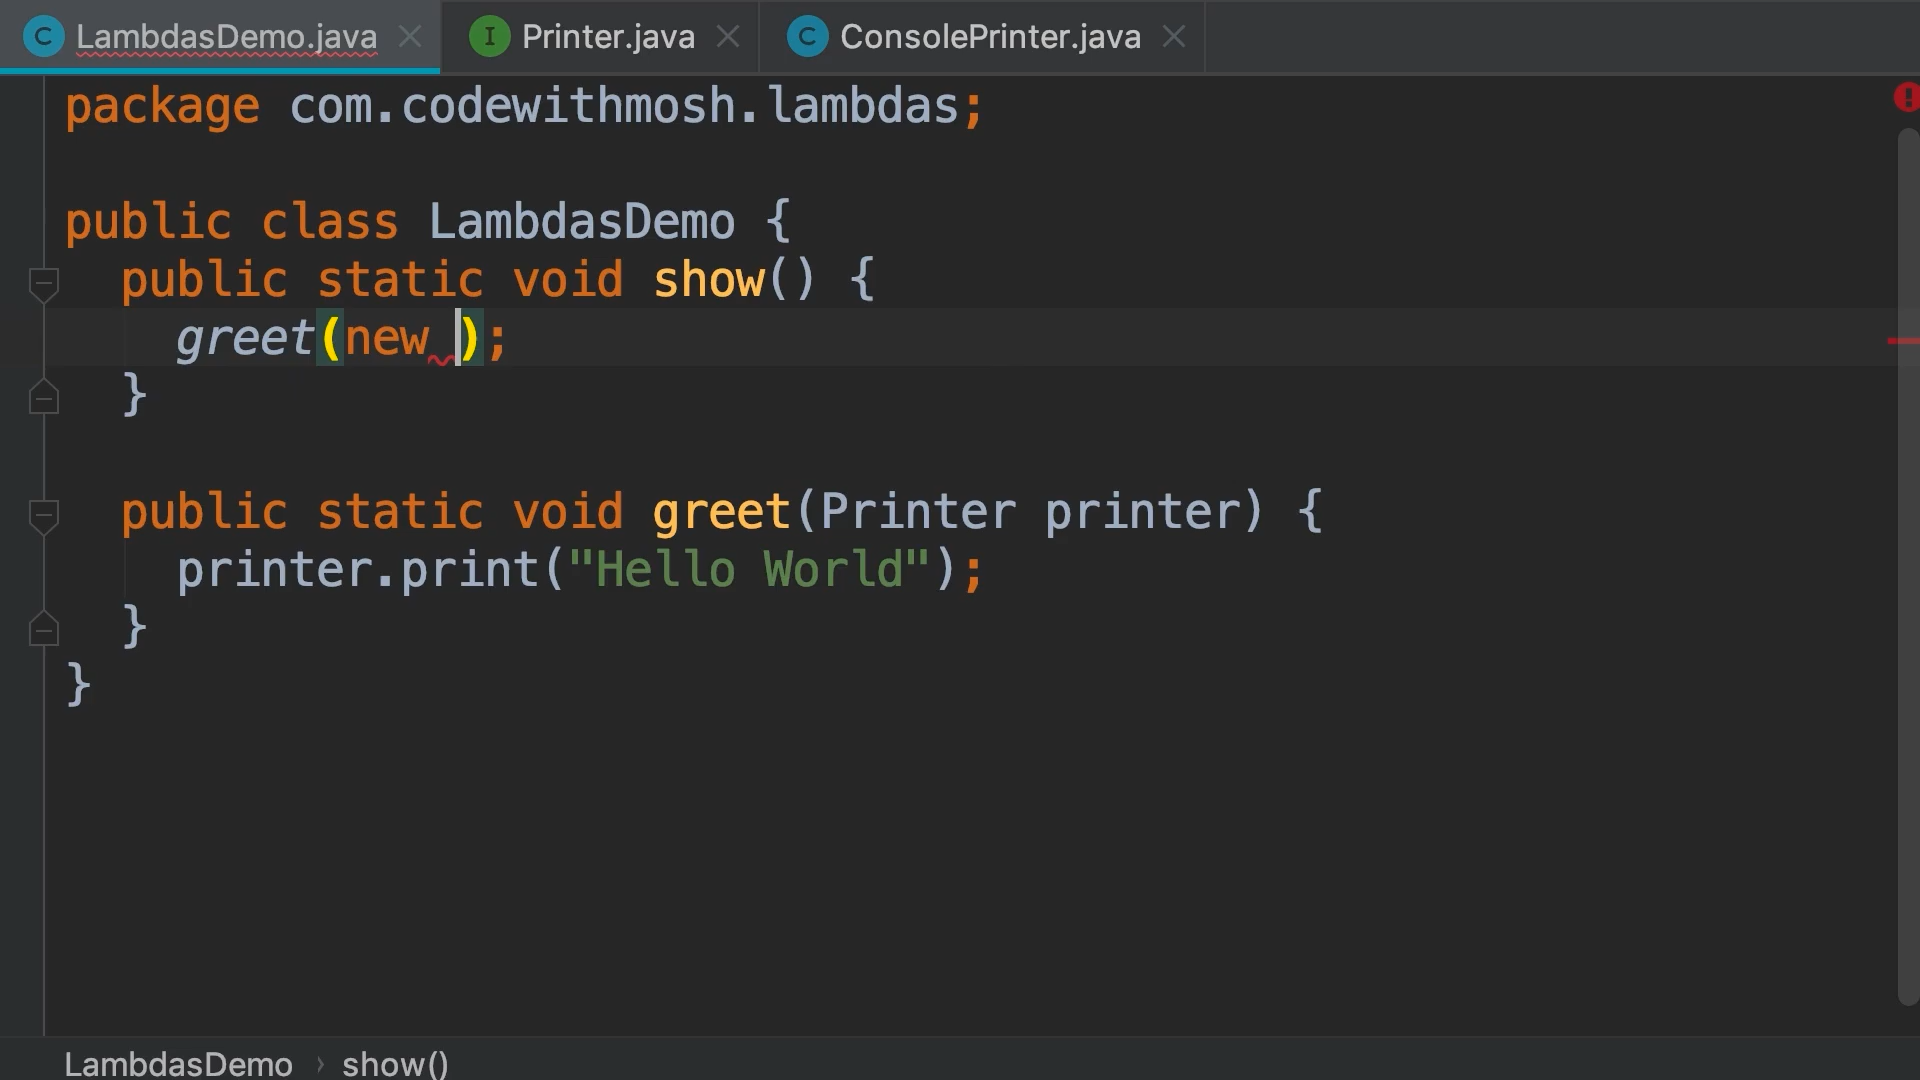 C LambdasDemo.java I Printer.java C ConsolePrinter.java
package com.codewithmosh.lambdas;
public class LambdasDemo {
public static void show() {
greet(new );
}
public static void greet(Printer printer) {
printer.print("Hello World");
}
}
LambdasDemo › show()